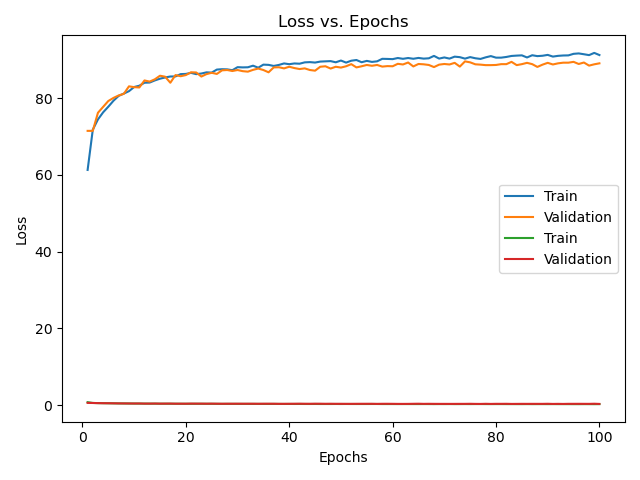 Loss vs. Epochs
Loss
80
60
40
20
0
Train
Validation
Train
Validation
0 20 40 60 80 100
Epochs